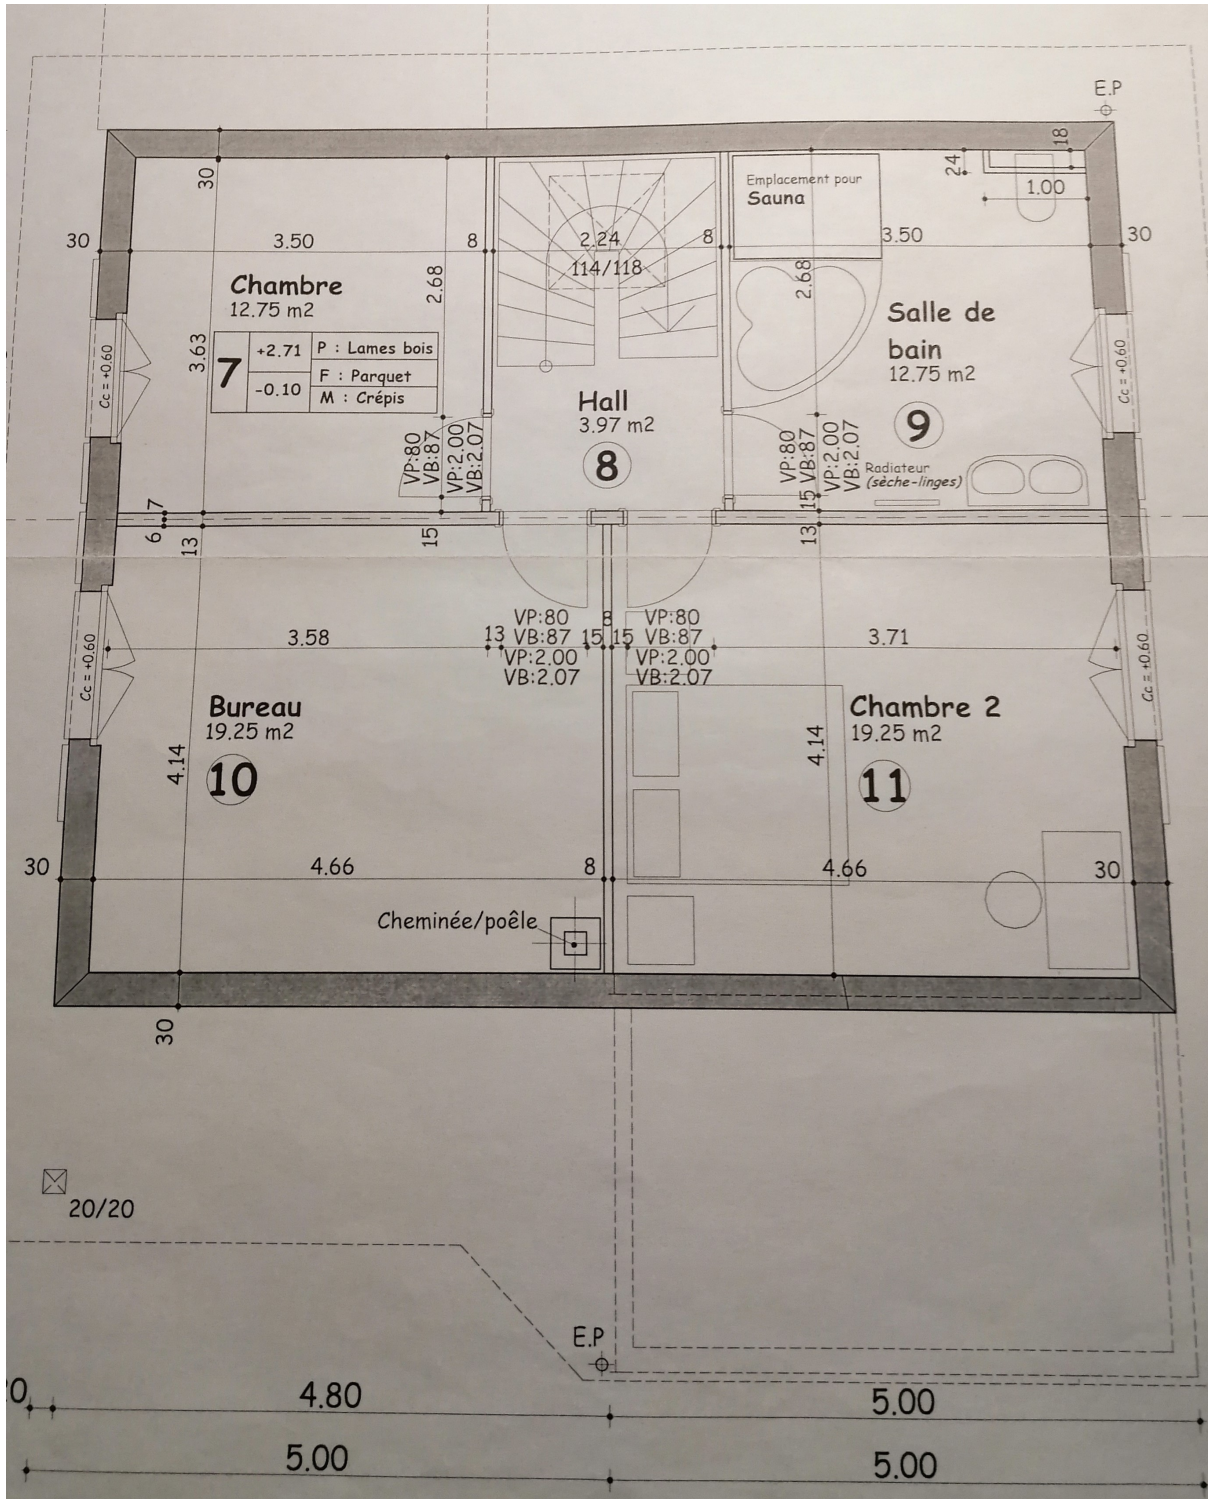 E.P
18
24
1.00
30
Emplacement pour
Sauna
30
3.50
8
2.24
8
3.50
30
114/118
2.68
2.68
Chambre
12.75 m2
3.63
7
+2.71
-0.10
P : Lames bois
F : Parquet
M : Crépis
Salle de
bain
12.75 m2
9
Hall
3.97 m2
8
Cc = +0.60
Cc = +0.60
VP:80
VB:87
VP:2.00
VB:2.07
VP:80
VB:87
VP:2.00
VB:2.07
Radiateur
(sèche-linges)
7
6
13
15
15
13
VP:80
VB:87
VP:2.00
VB:2.07
VP:80
VB:87
VP:2.00
VB:2.07
3.58
13
15
8
15
3.71
Cc = +0.60
Cc = +0.60
Bureau
19.25 m2
10
4.14
Chambre 2
19.25 m2
11
4.14
30
4.66
8
4.66
30
Cheminée/poêle
30
20/20
E.P
4.80
5.00
5.00
5.00